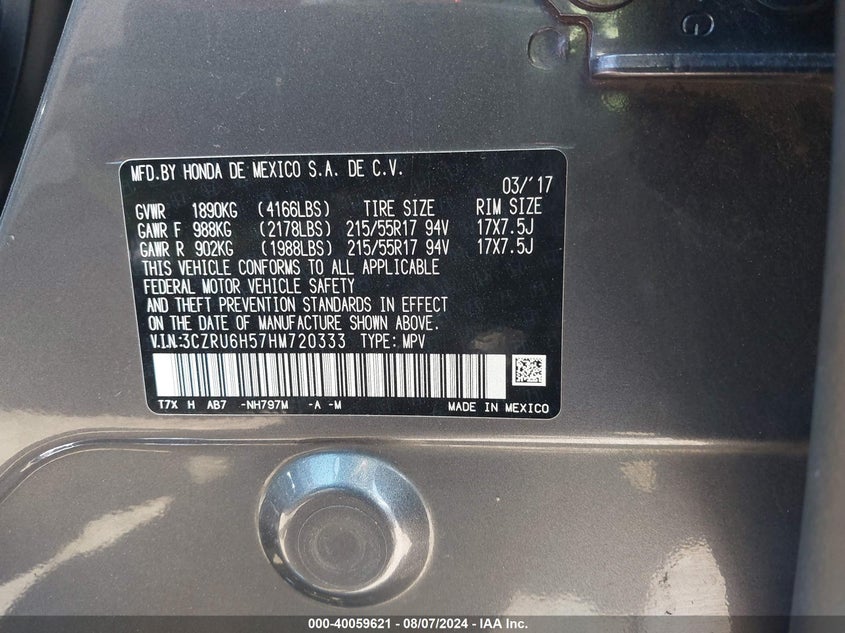 G
MFD.BY HONDA DE MEXICO S.A. DE C.V.
03/'17
GVWR 1890KG (4166LBS) TIRE SIZE RIM SIZE
GAWR F 988KG (2178LBS) 215/55R17 94V 17X7.5J
GAWR R 902KG (1988LBS) 215/55R17 94V 17X7.5J
THIS VEHICLE CONFORMS TO ALL APPLICABLE
FEDERAL MOTOR VEHICLE SAFETY
AND THEFT PREVENTION STANDARDS IN EFFECT
ON THE DATE OF MANUFACTURE SHOWN ABOVE.
V.I.N.:3CZRU6H57HM720333 TYPE: MPV
T7X H AB7 -NH797M -A -M MADE IN MEXICO
000-40059621 - 08/07/2024 - IAA Inc.